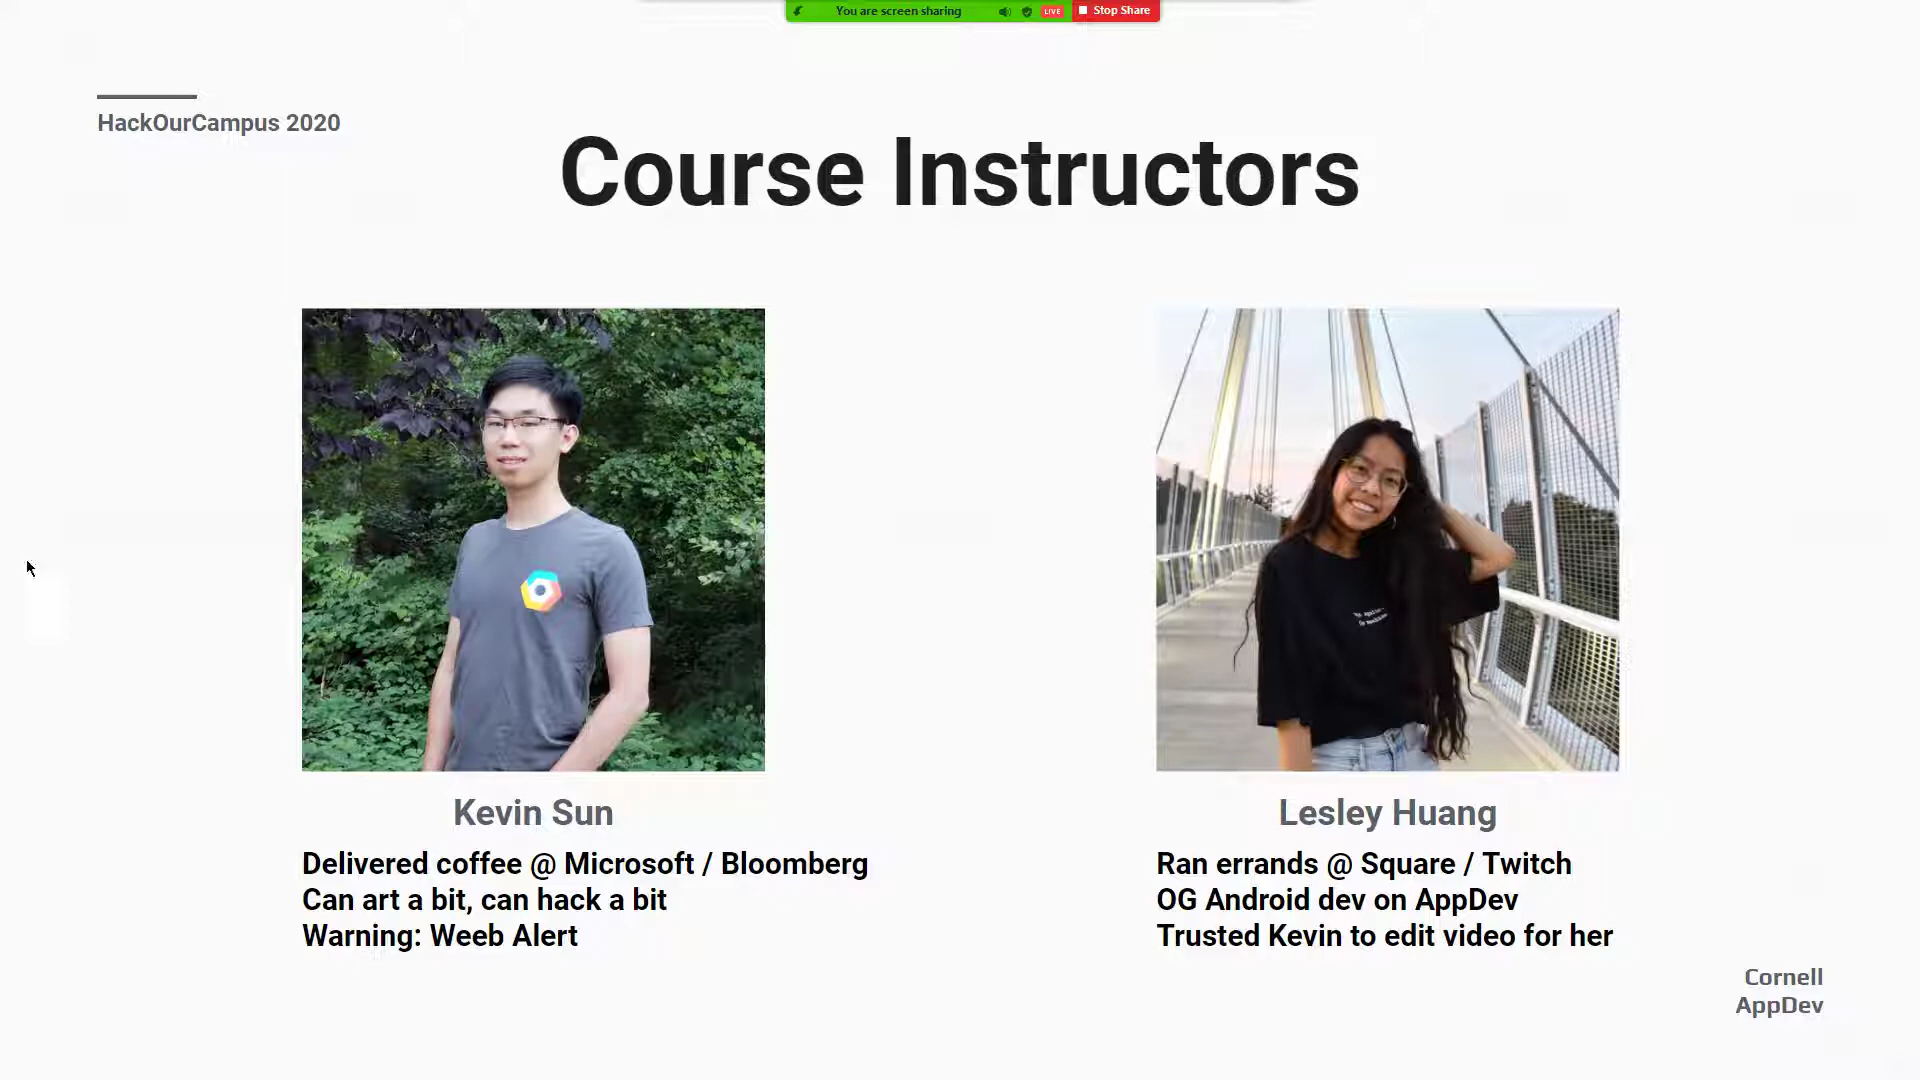 You are screen sharing
LIVE
Stop Share
HackOurCampus 2020
Course Instructors
Kevin Sun
Delivered coffee @ Microsoft / Bloomberg
Can art a bit, can hack a bit
Warning: Weeb Alert
Lesley Huang
Ran errands @ Square / Twitch
OG Android dev on AppDev
Trusted Kevin to edit video for her
Cornell
AppDev